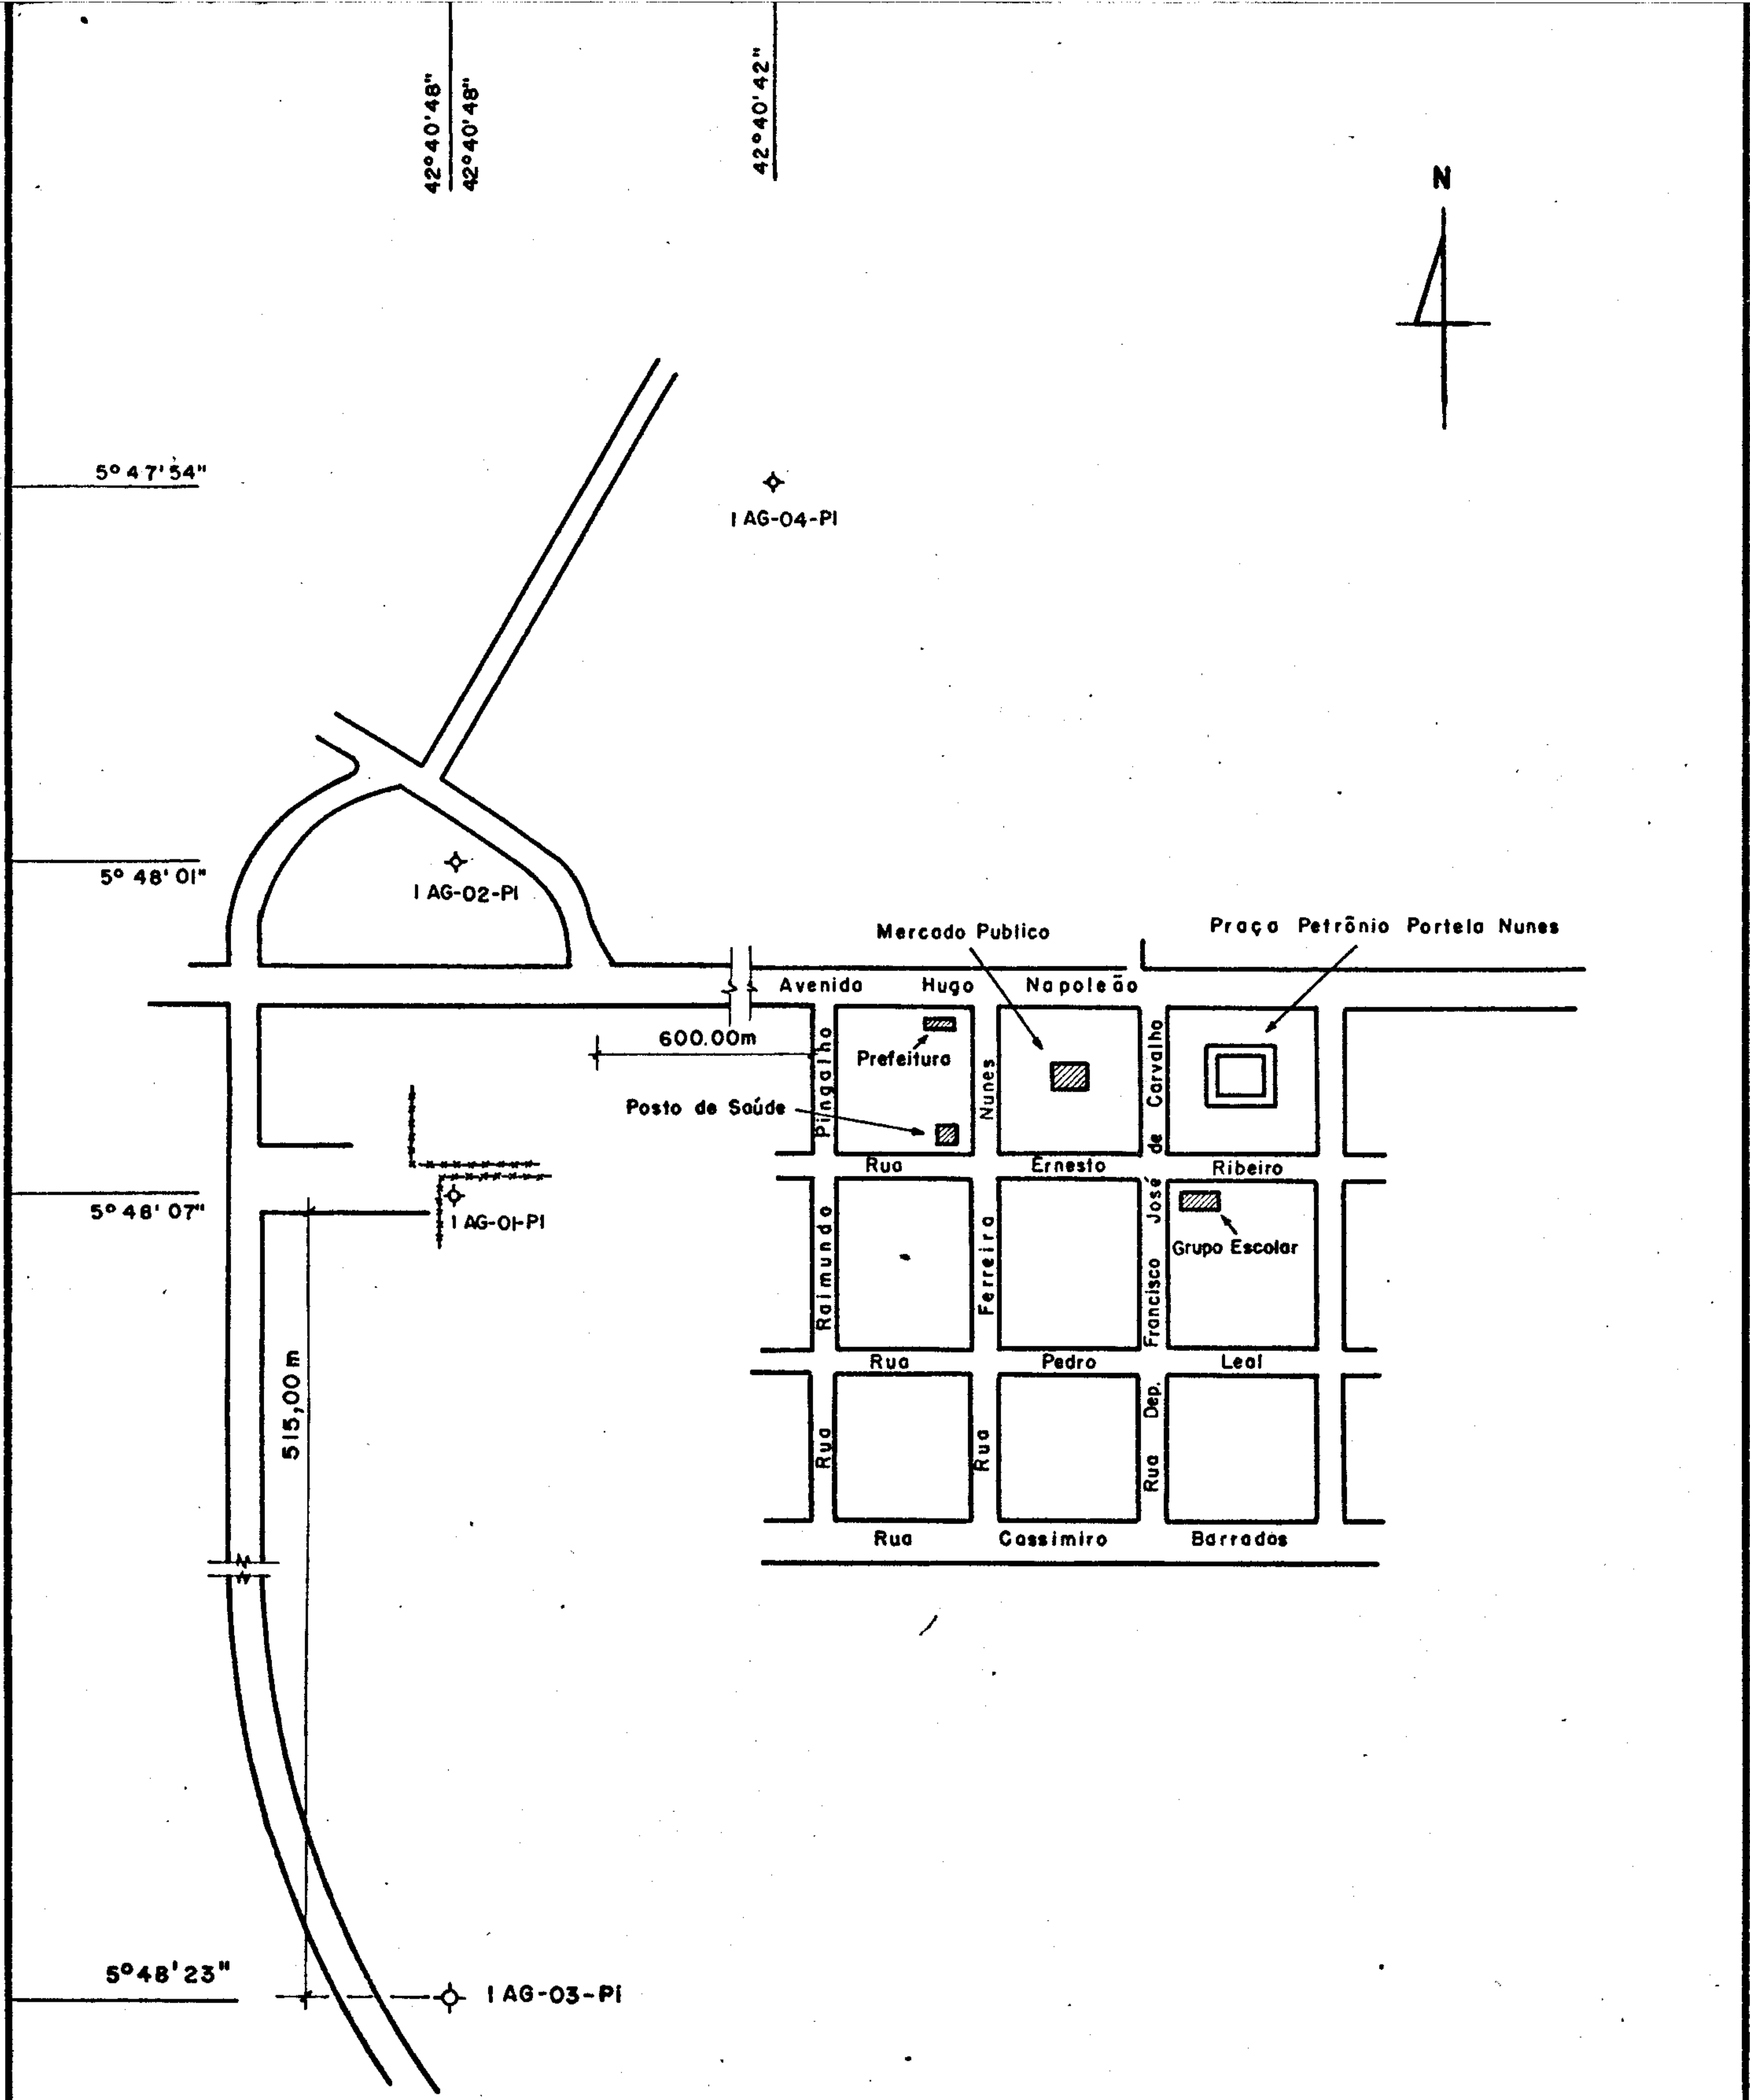 42°40'48"
42°40'48"
42°40'42"
N
5°47'54"
1 AG-04-PI
5° 48' 01"
1 AG-02-PI
Mercado Publico
Praça Petrônio Portela Nunes
Avenida Hugo Napoleão
600.00m
Prefeitura
Posto de Saúde
Rua Raimundo Pingalho
Rua Ferreira Nunes
Rua Dep. Francisco José de Carvalho
Rua Ernesto Ribeiro
5° 48' 07"
1 AG-01-PI
Grupo Escolar
515,00 m
Rua Pedro Leal
Rua Cassimiro Barrados
5°48'23"
1 AG-03-PI